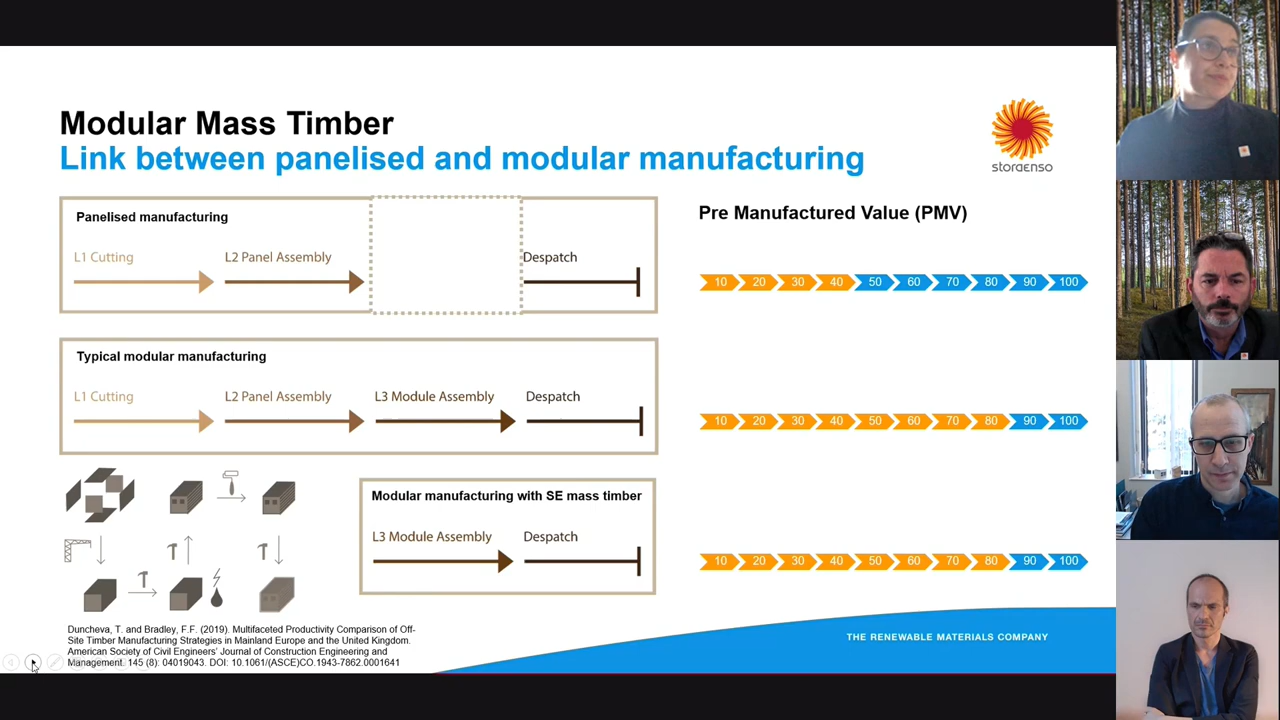 Modular Mass Timber
Link between panelised and modular manufacturing
storaenso
Panelised manufacturing
L1 Cutting
L2 Panel Assembly
Despatch
Pre Manufactured Value (PMV)
10 20 30 40 50 60 70 80 90 100
Typical modular manufacturing
L1 Cutting
L2 Panel Assembly
L3 Module Assembly
Despatch
10 20 30 40 50 60 70 80 90 100
Modular manufacturing with SE mass timber
L3 Module Assembly
Despatch
10 20 30 40 50 60 70 80 90 100
Duncheva, T. and Bradley, F.F. (2019). Multifaceted Productivity Comparison of Off-
Site Timber Manufacturing Strategies in Mainland Europe and the United Kingdom.
American Society of Civil Engineers' Journal of Construction Engineering and
Management. 145 (8): 04019043. DOI: 10.1061/(ASCE)CO.1943-7862.0001641
THE RENEWABLE MATERIALS COMPANY